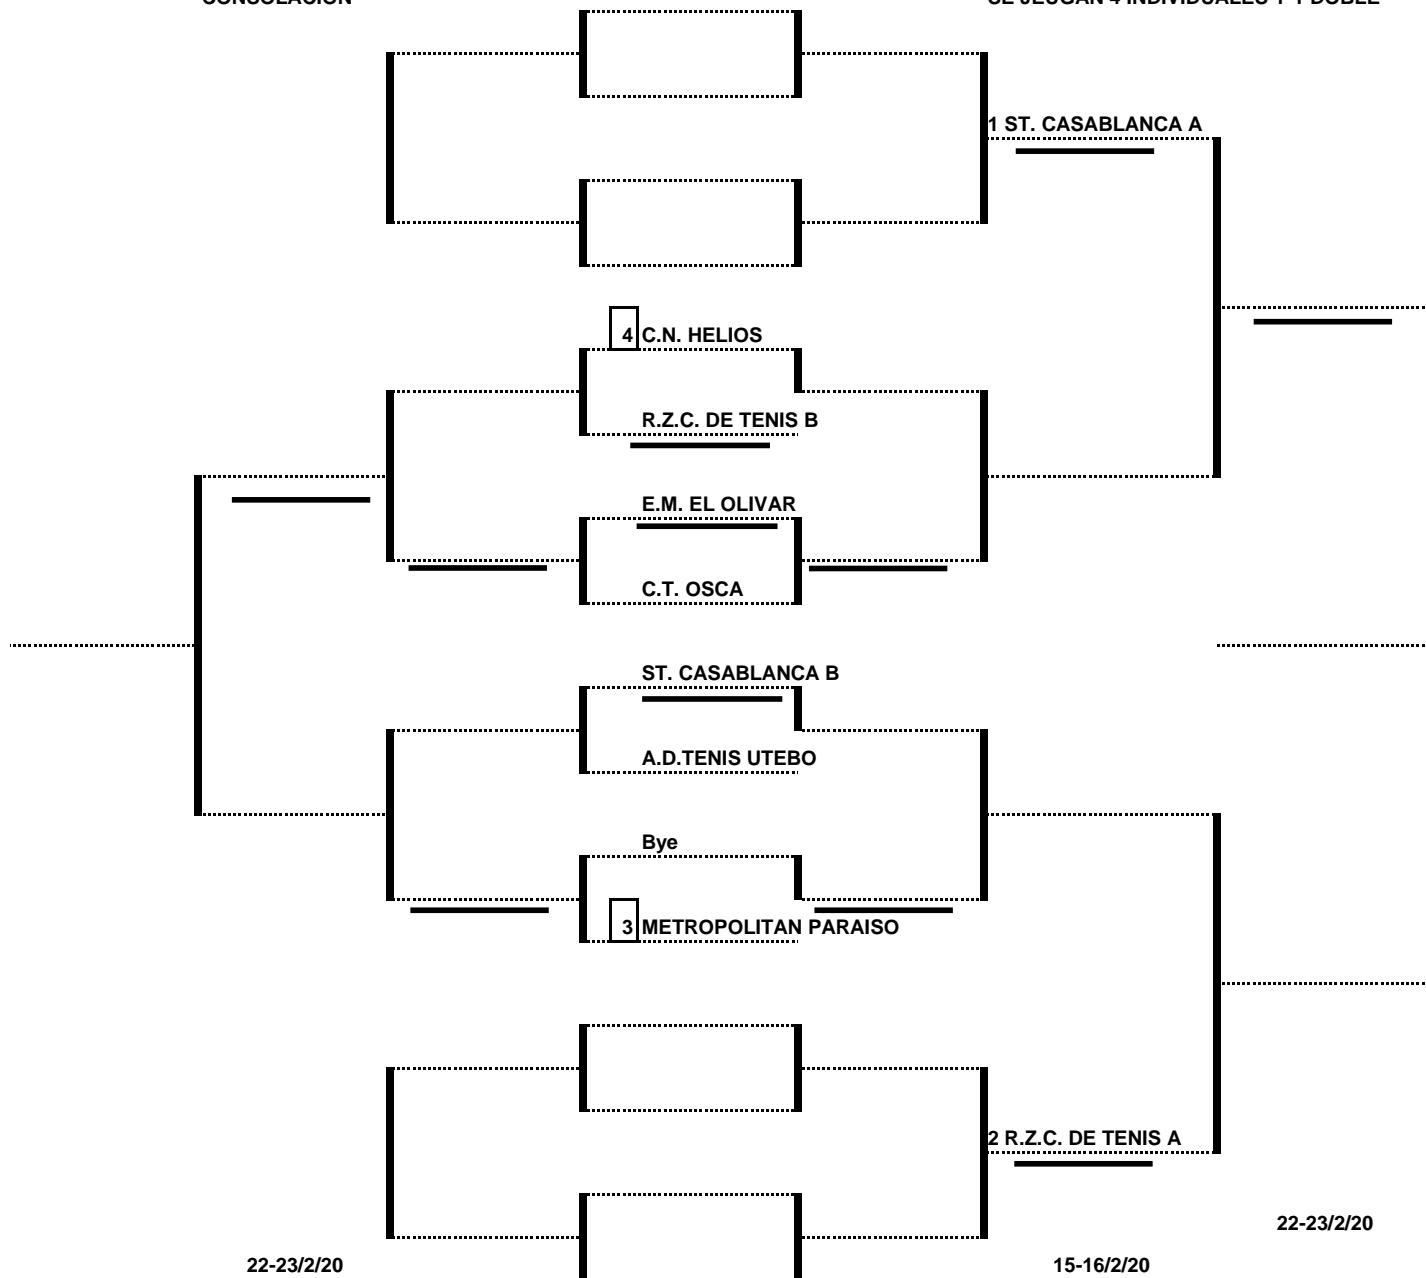 CONSOLACION
SE JEUGAN 4 INDIVIDUALES Y 1 DOBLE
1 ST. CASABLANCA A
4 C.N. HELIOS
R.Z.C. DE TENIS B
E.M. EL OLIVAR
C.T. OSCA
ST. CASABLANCA B
A.D.TENIS UTEBO
Bye
3 METROPOLITAN PARAISO
2 R.Z.C. DE TENIS A
22-23/2/20
22-23/2/20
15-16/2/20